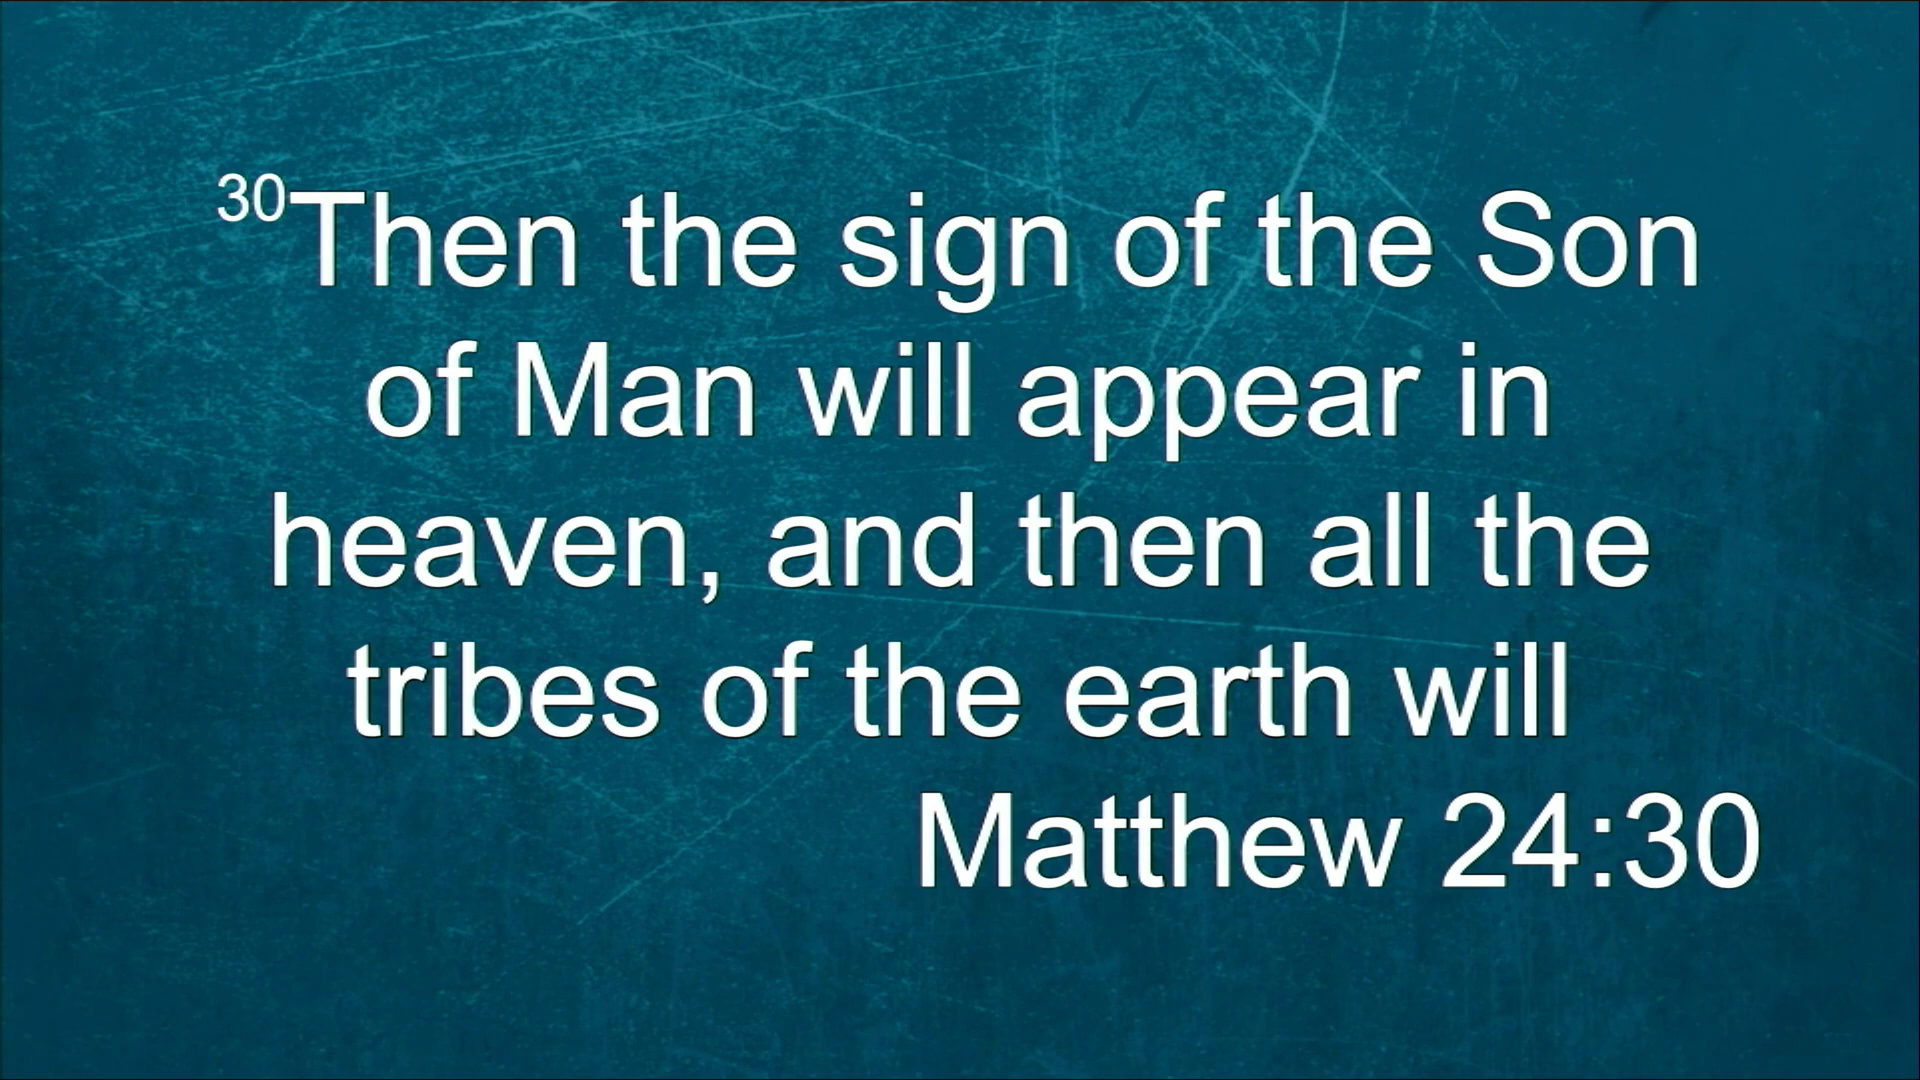 30Then the sign of the Son
of Man will appear in
heaven, and then all the
tribes of the earth will
Matthew 24:30